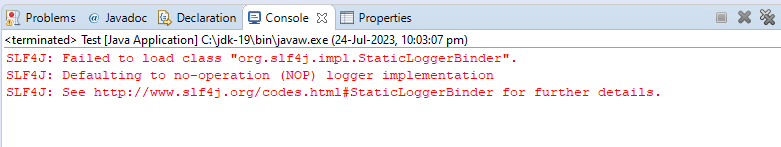 Problems @ Javadoc Declaration Console Properties
<terminated> Test [Java Application] C:\jdk-19\bin\javaw.exe (24-Jul-2023, 10:03:07 pm)
SLF4J: Failed to load class "org.slf4j.impl.StaticLoggerBinder".
SLF4J: Defaulting to no-operation (NOP) logger implementation
SLF4J: See http://www.slf4j.org/codes.html#StaticLoggerBinder for further details.